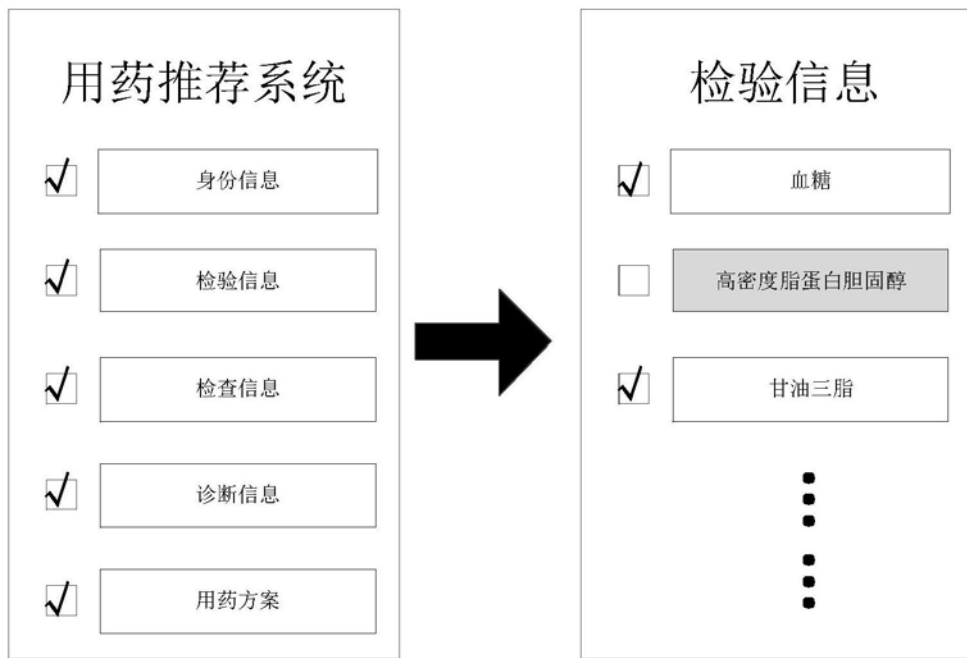 用药推荐系统
身份信息
检验信息
检查信息
诊断信息
用药方案
检验信息
血糖
高密度脂蛋白胆固醇
甘油三脂